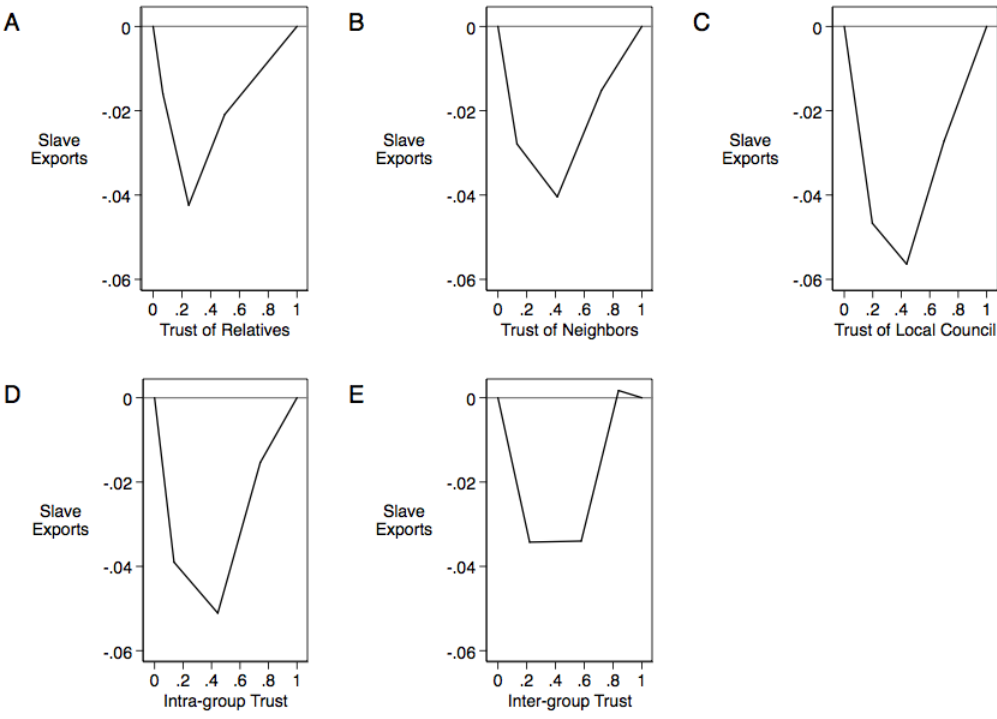 A
0
-.02
-.04
-.06
Slave
Exports
0 .2 .4 .6 .8 1
Trust of Relatives
B
0
-.02
-.04
-.06
Slave
Exports
0 .2 .4 .6 .8 1
Trust of Neighbors
C
0
-.02
-.04
-.06
Slave
Exports
0 .2 .4 .6 .8 1
Trust of Local Council
D
0
-.02
-.04
-.06
Slave
Exports
0 .2 .4 .6 .8 1
Intra-group Trust
E
0
-.02
-.04
-.06
Slave
Exports
0 .2 .4 .6 .8 1
Inter-group Trust